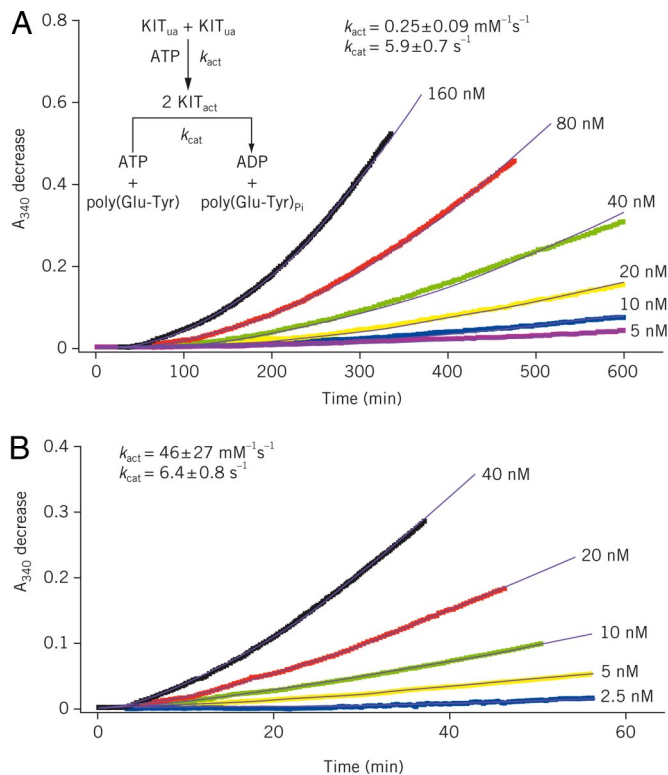 A
KIT_ua + KIT_ua
ATP k_act
2 KIT_act
k_cat
ATP ADP
+ +
poly(Glu-Tyr) poly(Glu-Tyr)_Pi
k_act = 0.25±0.09 mM⁻¹s⁻¹
k_cat = 5.9±0.7 s⁻¹
160 nM
80 nM
40 nM
20 nM
10 nM
5 nM
A₃₄₀ decrease
0.8
0.6
0.4
0.2
0
0 100 200 300 400 500 600
Time (min)
B
k_act = 46±27 mM⁻¹s⁻¹
k_cat = 6.4±0.8 s⁻¹
40 nM
20 nM
10 nM
5 nM
2.5 nM
A₃₄₀ decrease
0.4
0.3
0.2
0.1
0
0 20 40 60
Time (min)